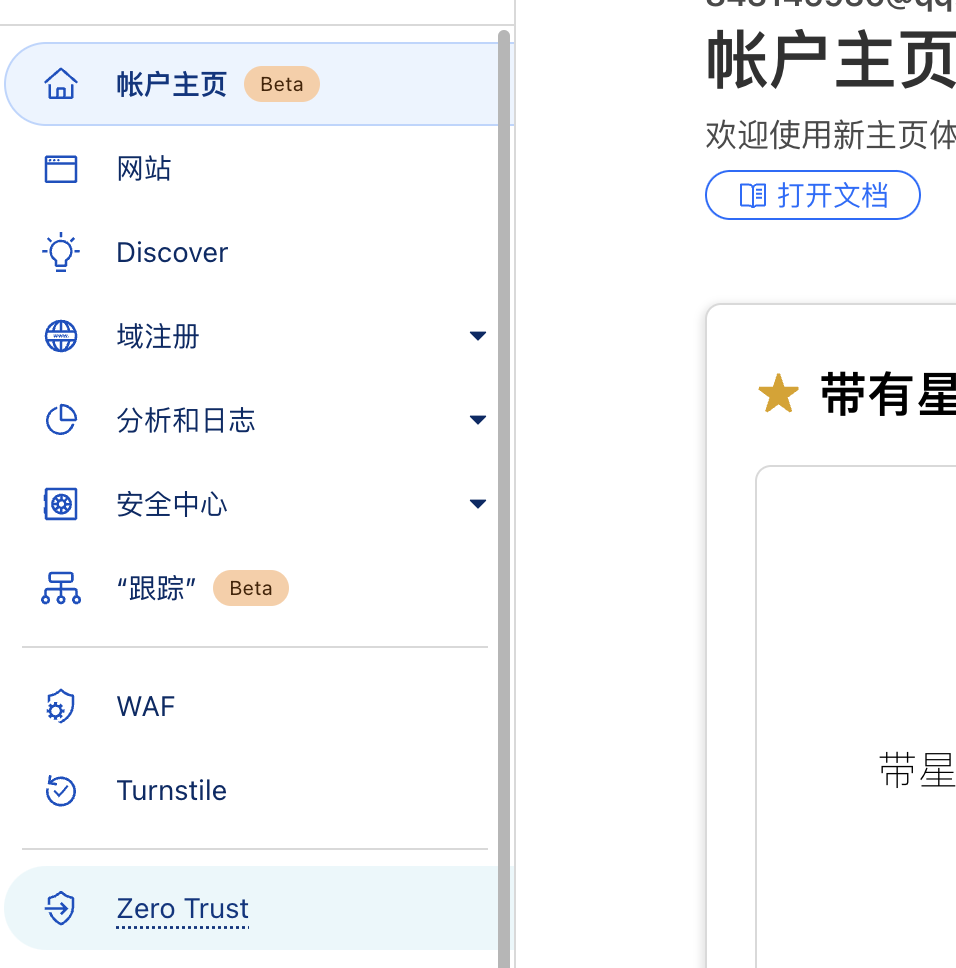 帐户主页 Beta
网站
Discover
域注册
分析和日志
安全中心
“跟踪” Beta
WAF
Turnstile
Zero Trust
帐户主页
欢迎使用新主页体
打开文档
带有星
带星